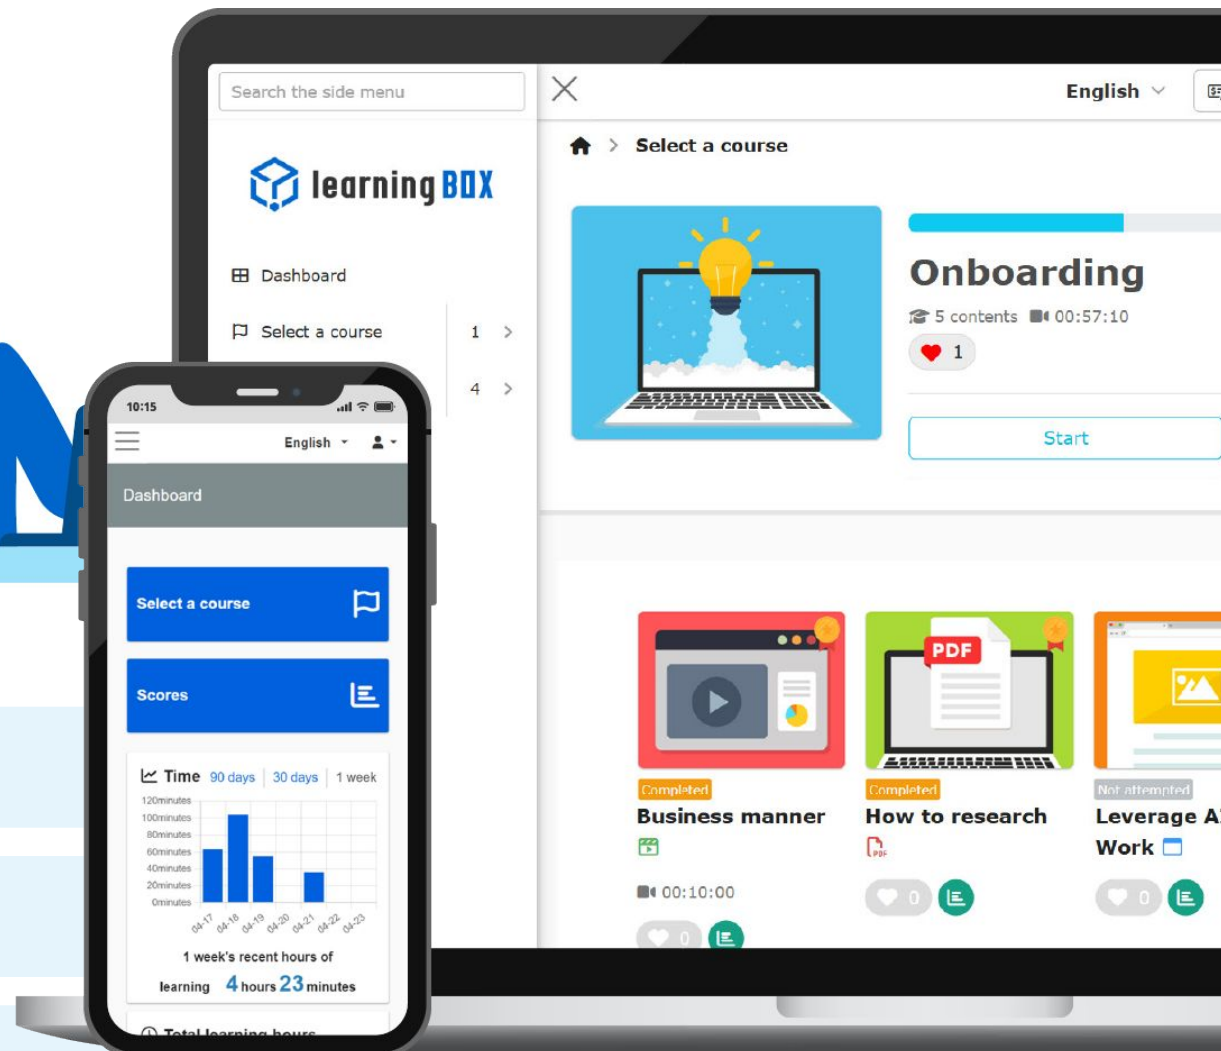 Search the side menu
English
Select a course
learningBOX
Dashboard
Select a course 1
4
Onboarding
5 contents 00:57:10
1
Start
10:15
English
Dashboard
Select a course
Scores
Time 90 days 30 days 1 week
120minutes
100minutes
80minutes
60minutes
40minutes
20minutes
0minutes
04-17 04-18 04-19 04-20 04-21 04-22 04-23
1 week's recent hours of
learning 4 hours 23 minutes
Total learning hours
PDF
Completed
Business manner
00:10:00
0
Completed
How to research
PDF
0
Not attempted
Leverage
Work
0